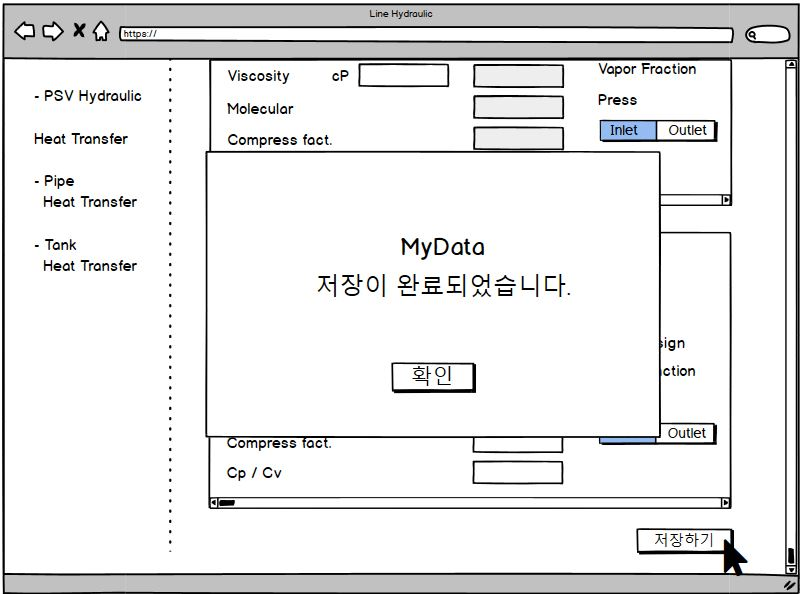 Line Hydraulic
https://
- PSV Hydraulic
Heat Transfer
- Pipe
Heat Transfer
- Tank
Heat Transfer
Viscosity cP
Molecular
Compress fact.
Vapor Fraction
Press
Inlet Outlet
MyData
저장이 완료되었습니다.
확인
sign
action
Outlet
Compress fact.
Cp / Cv
저장하기